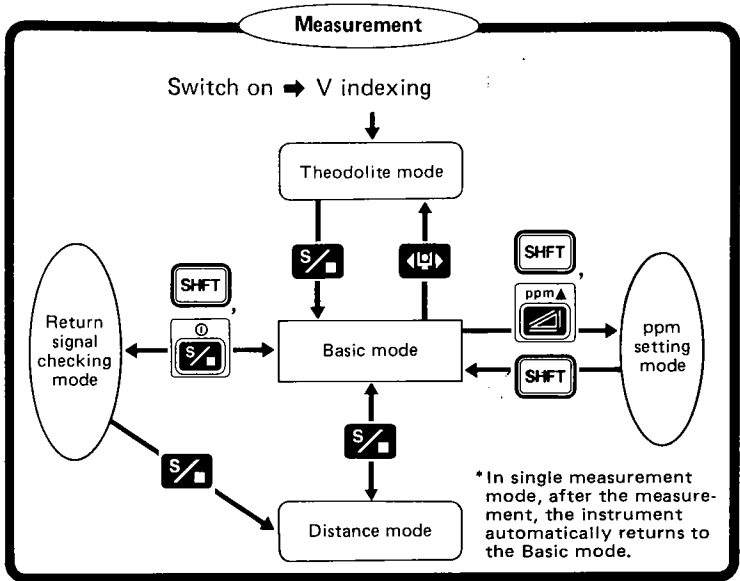 Measurement
Switch on ➡ V indexing
Theodolite mode
S/■
SHFT
SHFT,
ppm▲
SHFT,
S/■
Return
signal
checking
mode
Basic mode
ppm
setting
mode
SHFT
S/■
S/■
Distance mode
*In single measurement
mode, after the measure-
ment, the instrument
automatically returns to
the Basic mode.